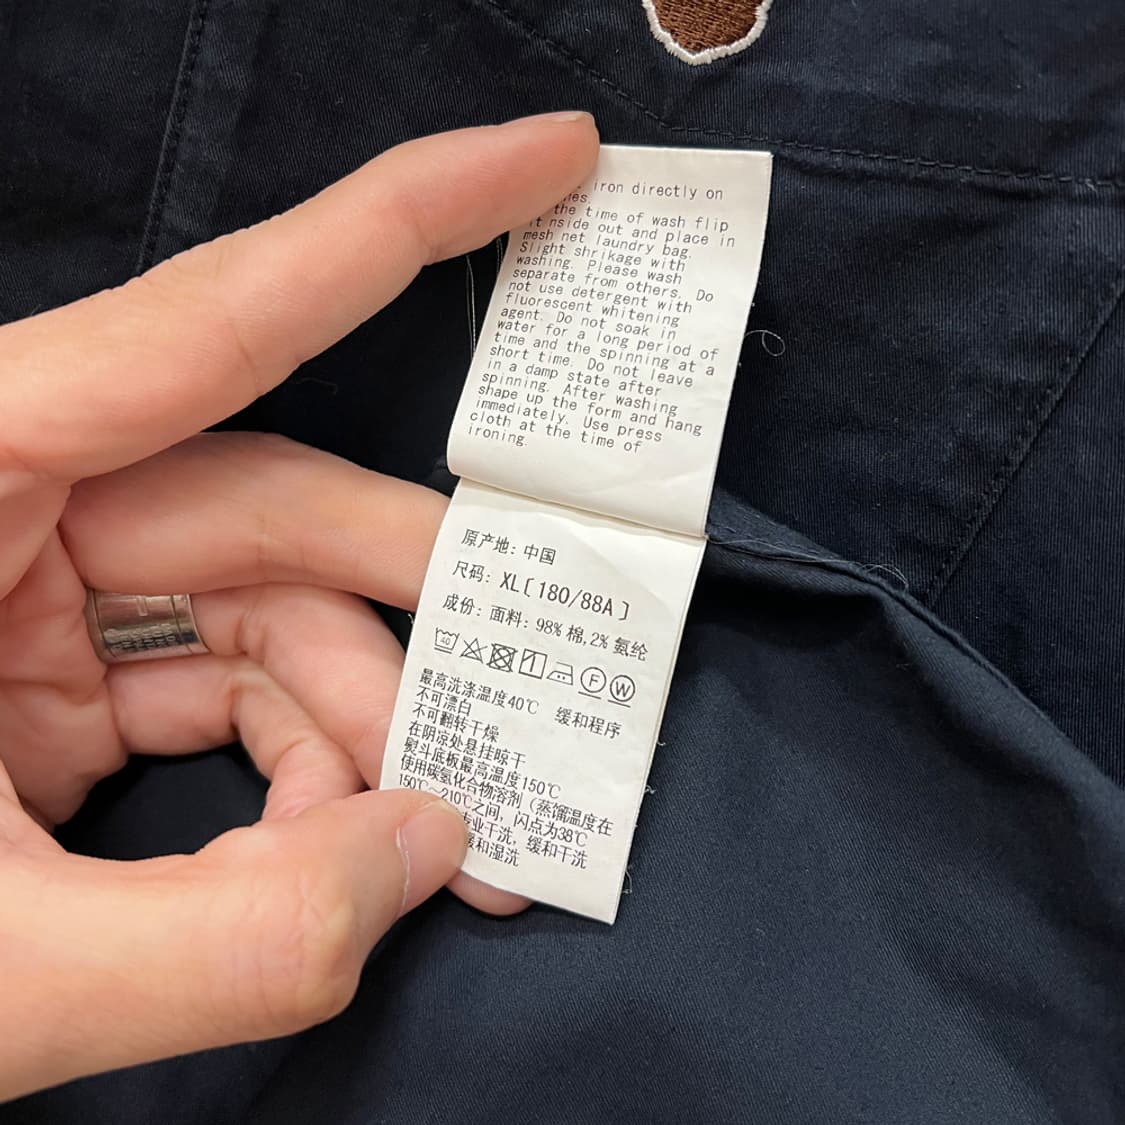 iron directly on
the time of wash flip
it nside out and place in
mesh net laundry bag.
Slight shrikage with
washing. Please wash
separate from others. Do
not use detergent with
fluorescent whitening
agent. Do not soak in
water for a long period of
time and the spinning at a
short time. Do not leave
in a damp state after
spinning. After washing
shape up the form and hang
immediately. Use press
cloth at the time of
ironing.
原产地: 中国
尺码: XL[180/88A]
成份: 面料: 98% 棉,2% 氨纶
40 F W
最高洗涤温度40℃ 缓和程序
不可漂白
不可翻转干燥
在阴凉处悬挂晾干
熨斗底板最高温度150℃
使用碳氢化合物溶剂 (蒸馏温度在
150℃~210℃之间, 闪点为38℃
专业干洗, 缓和干洗
缓和湿洗